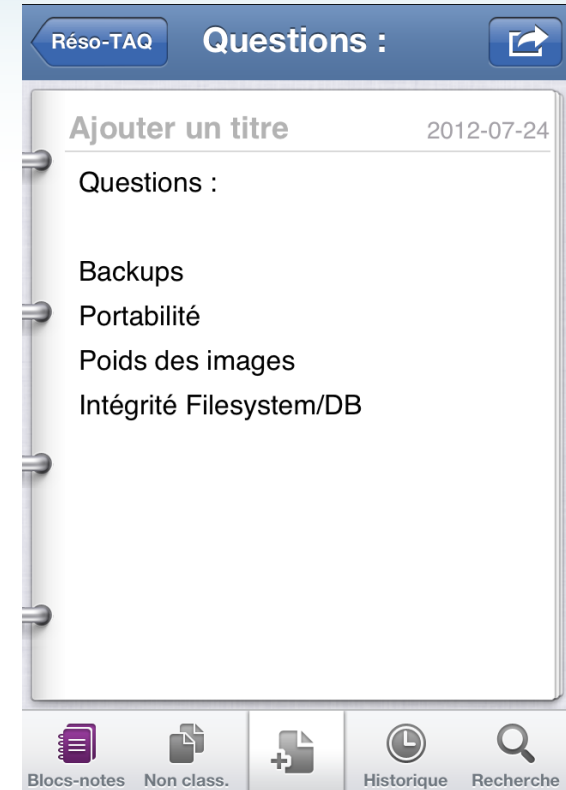 Réso-TAQ
Questions :
Ajouter un titre
2012-07-24
Questions :
Backups
Portabilité
Poids des images
Intégrité Filesystem/DB
Blocs-notes
Non class.
Historique
Recherche